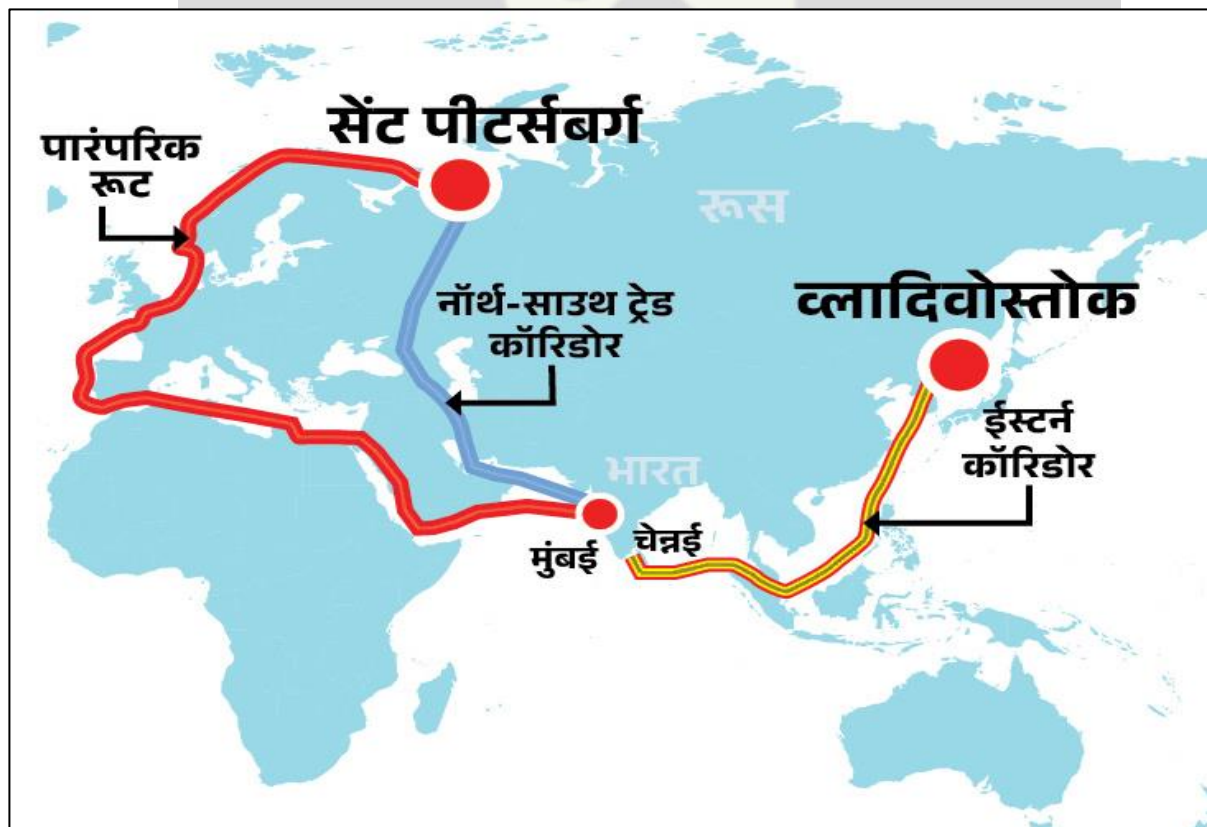 सेंट पीटर्सबर्ग
पारंपरिक
रूट
रूस
नॉर्थ-साउथ ट्रेड
कॉरिडोर
व्लादिवोस्तोक
ईस्टर्न
कॉरिडोर
भारत
मुंबई
चेन्नई